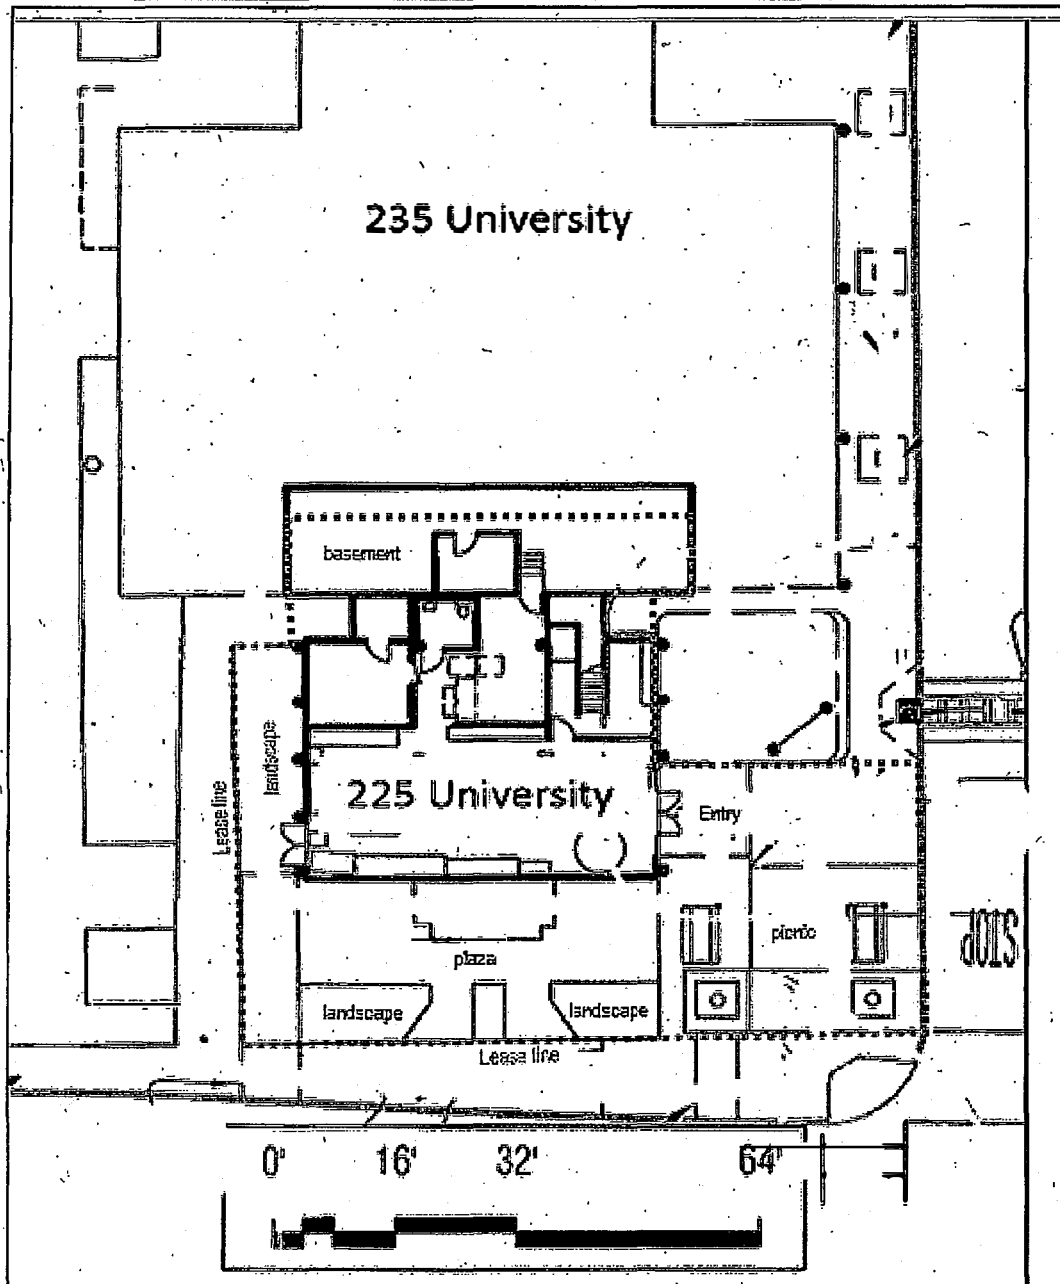 235 University
basement
landscape
Lease line
225 University
Entry
picnic
STOP
plaza
landscape
landscape
Lease line
0' 16' 32' 64'